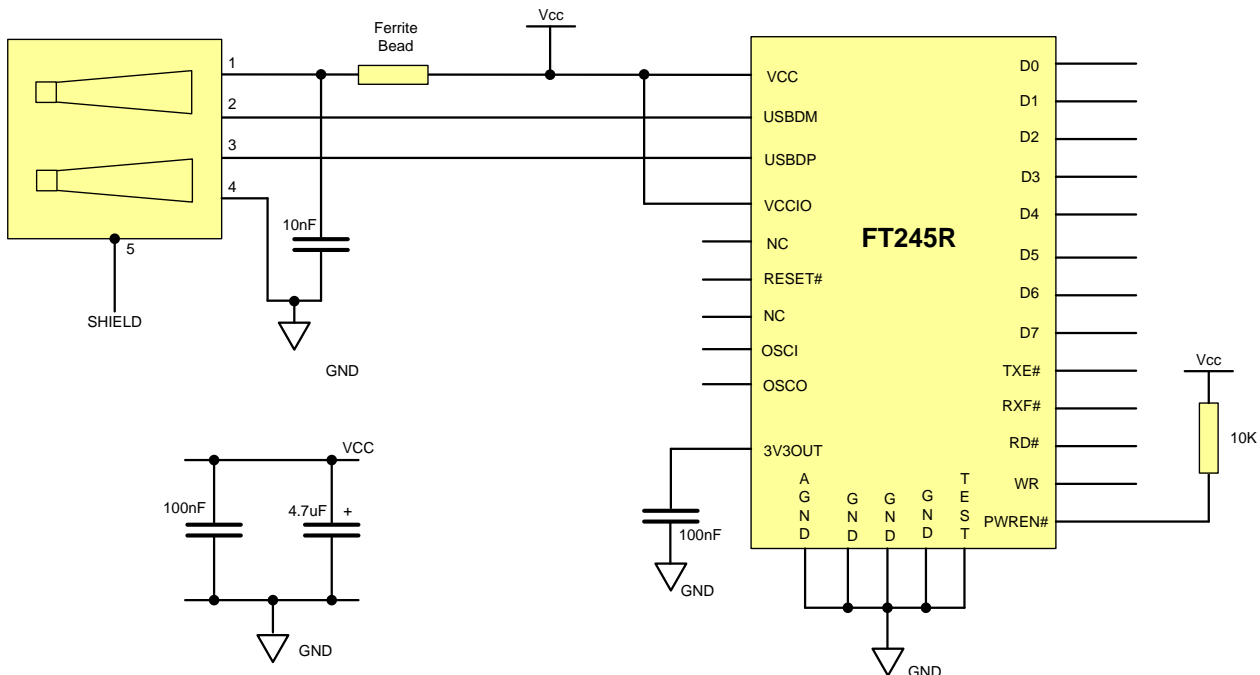 Vcc
Ferrite
Bead
1
2
3
4
5
SHIELD
10nF
GND
VCC
USBDM
USBDP
VCCIO
NC
RESET#
NC
OSCI
OSCO
3V3OUT
FT245R
D0
D1
D2
D3
D4
D5
D6
D7
TXE#
RXF#
RD#
WR
PWREN#
AGND
GND
GND
GND
TEST
Vcc
10K
VCC
100nF
4.7uF +
GND
100nF
GND
GND